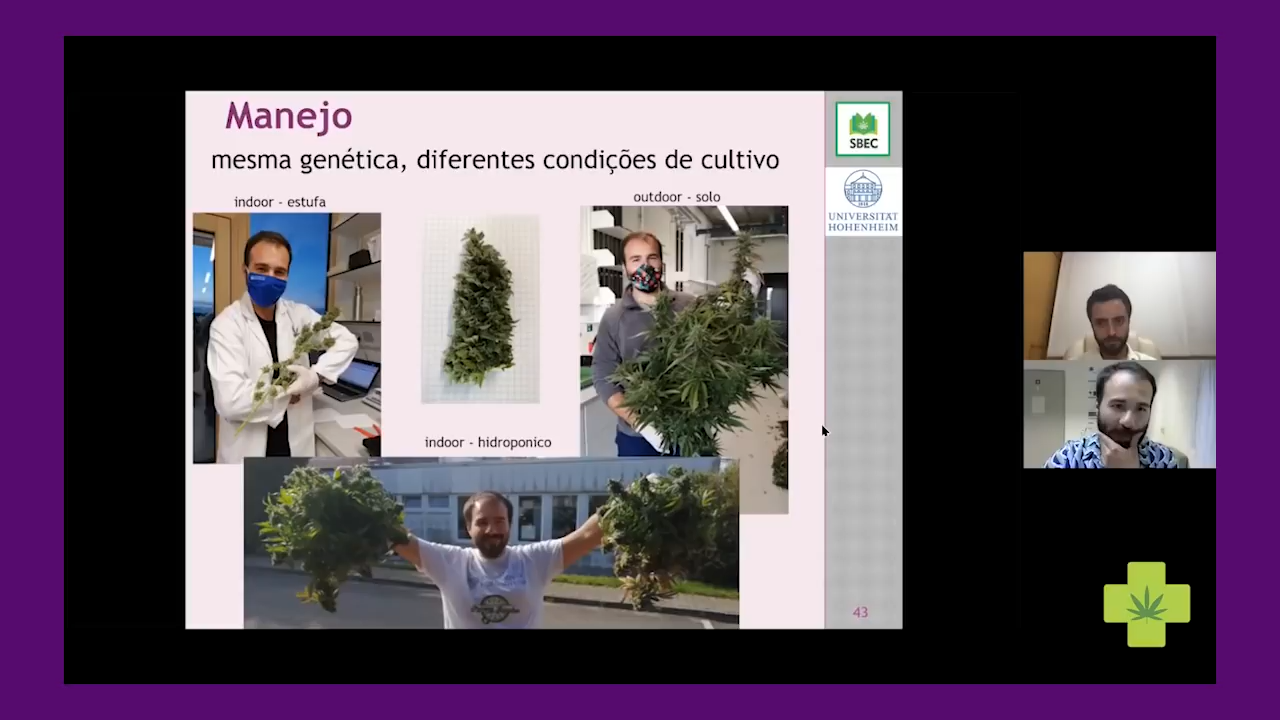 Manejo
mesma genética, diferentes condições de cultivo
indoor - estufa
outdoor - solo
indoor - hidroponico
SBEC
UNIVERSITÄT
HOHENHEIM
43